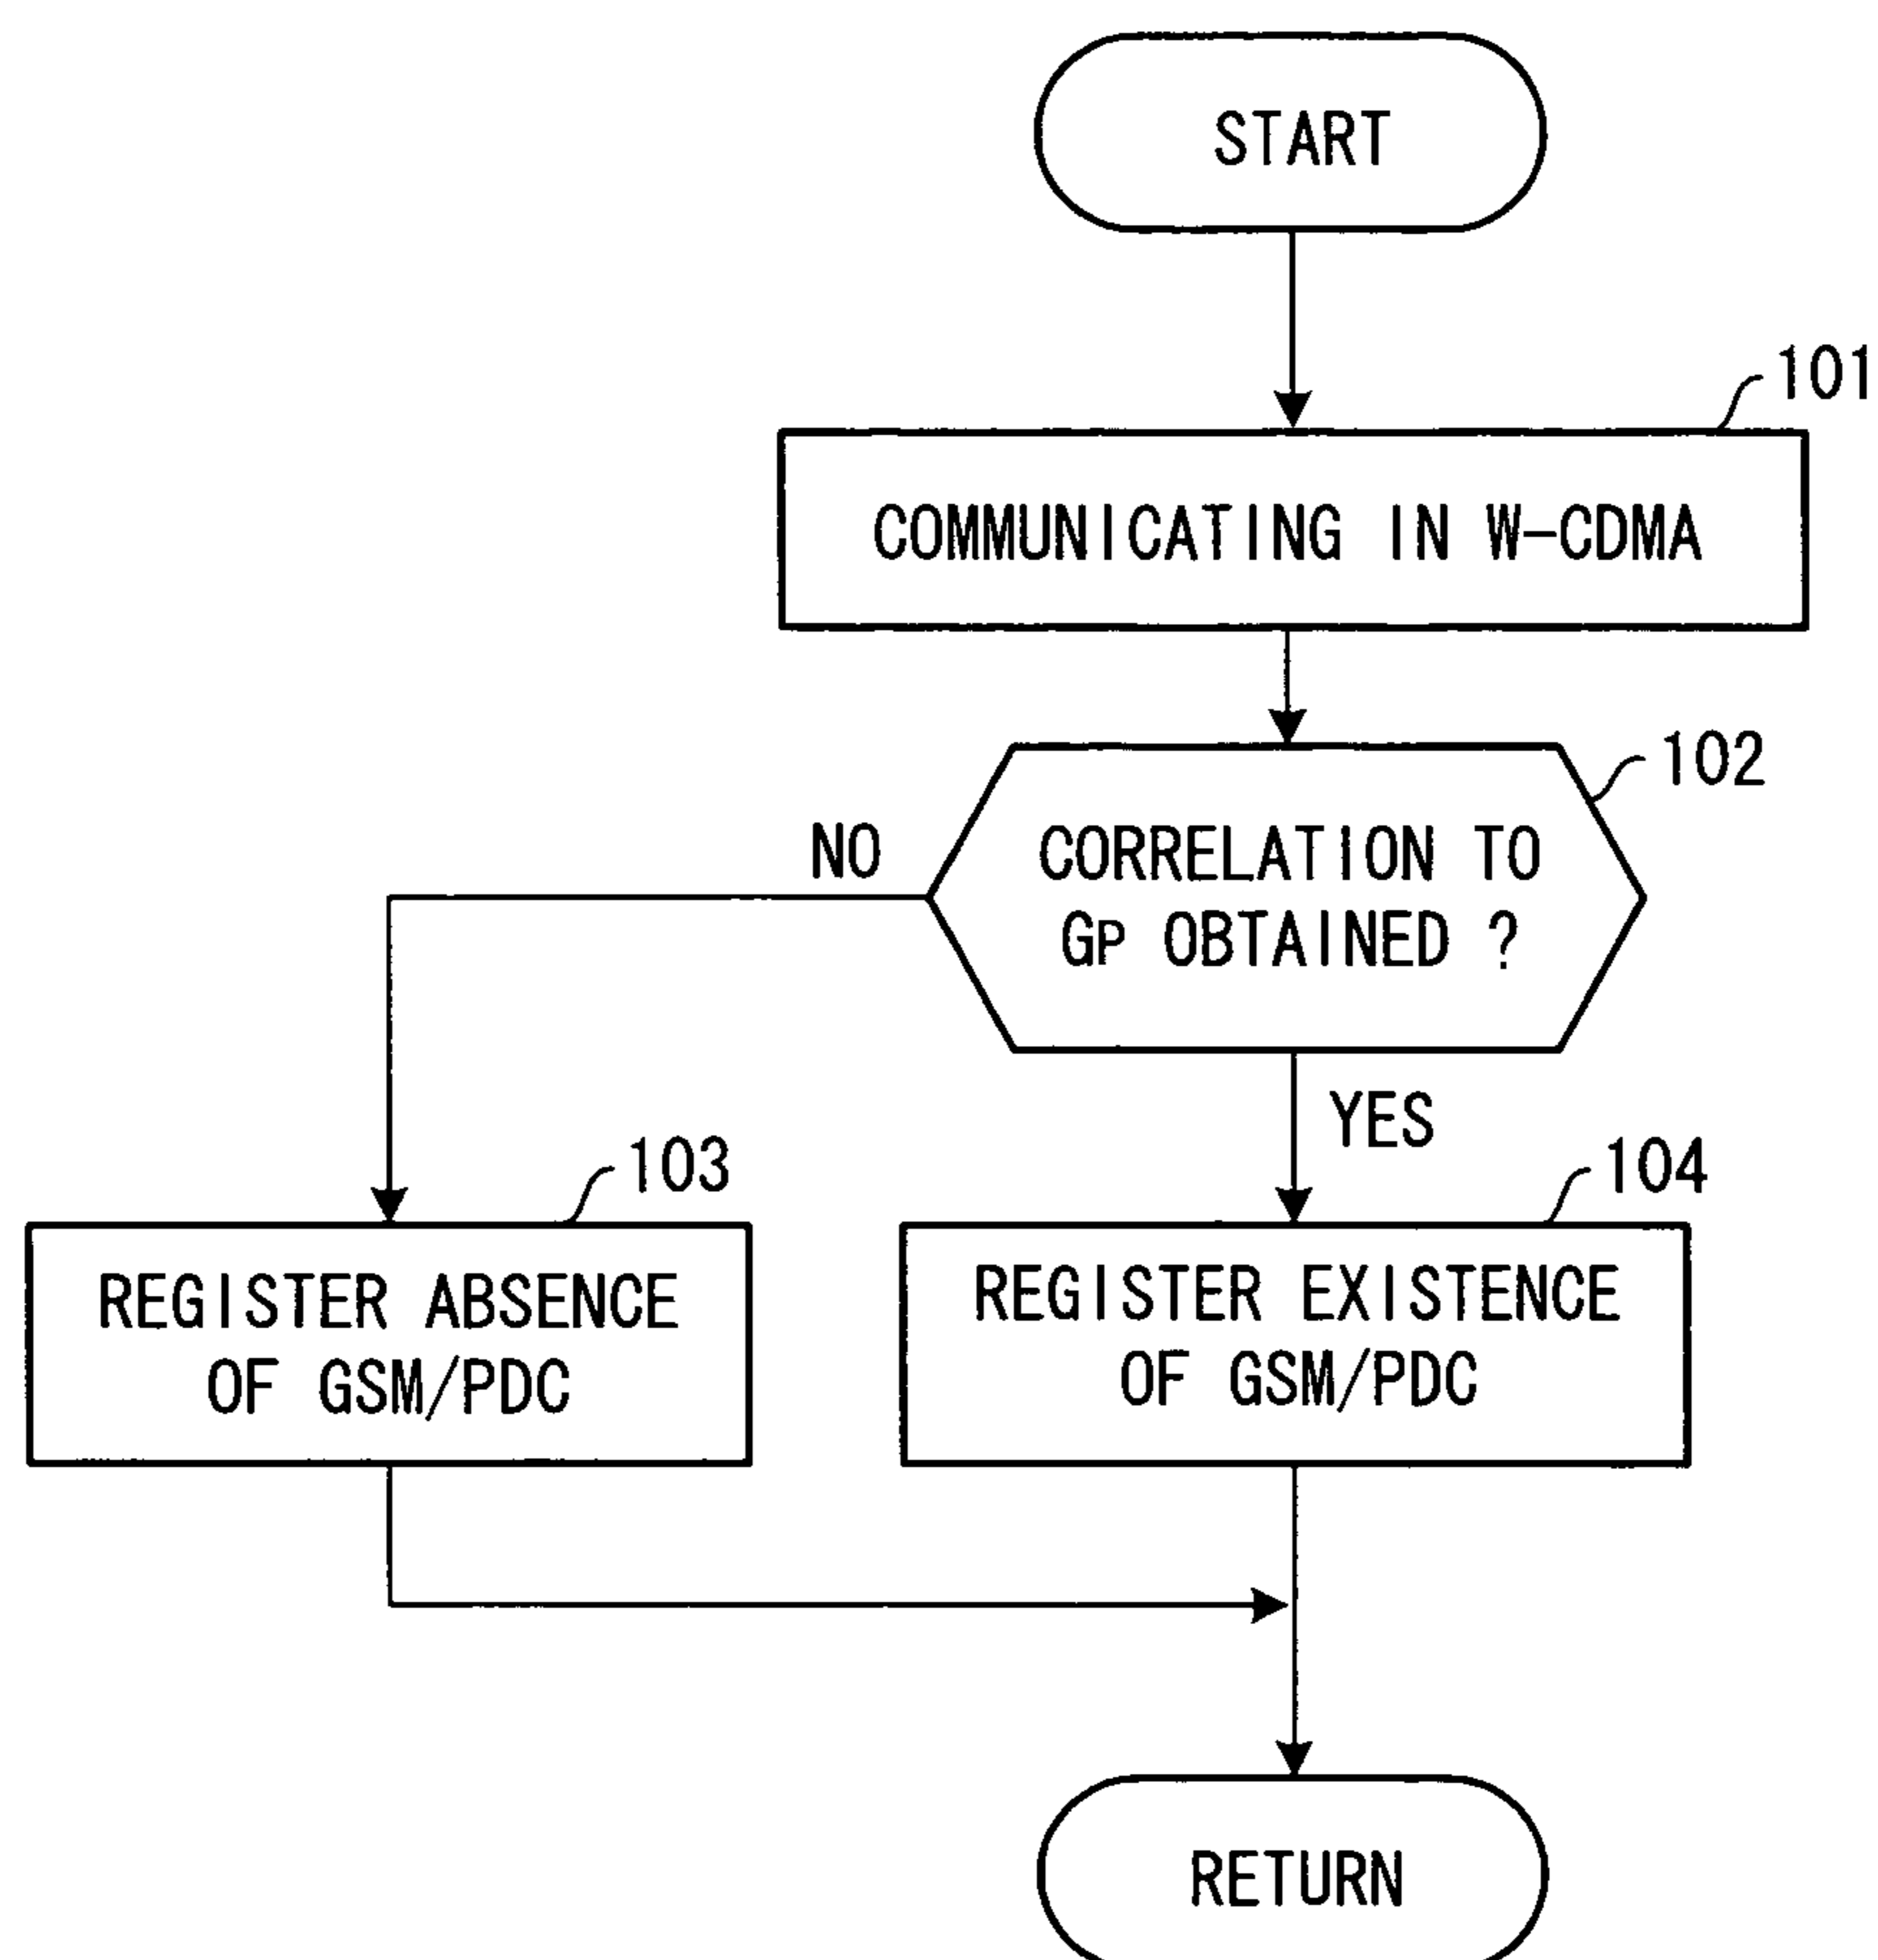 START
101
COMMUNICATING IN W-CDMA
102
NO
CORRELATION TO
GP OBTAINED ?
YES
103
104
REGISTER ABSENCE
OF GSM/PDC
REGISTER EXISTENCE
OF GSM/PDC
RETURN